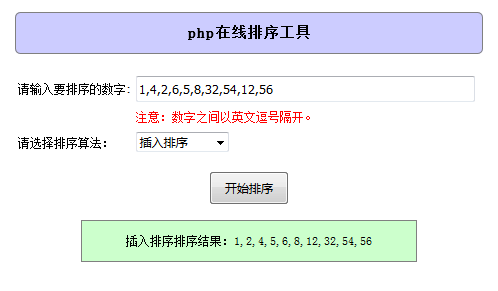 php在线排序工具
请输入要排序的数字: 1,4,2,6,5,8,32,54,12,56
注意：数字之间以英文逗号隔开。
请选择排序算法： 插入排序
开始排序
插入排序排序结果：1,2,4,5,6,8,12,32,54,56